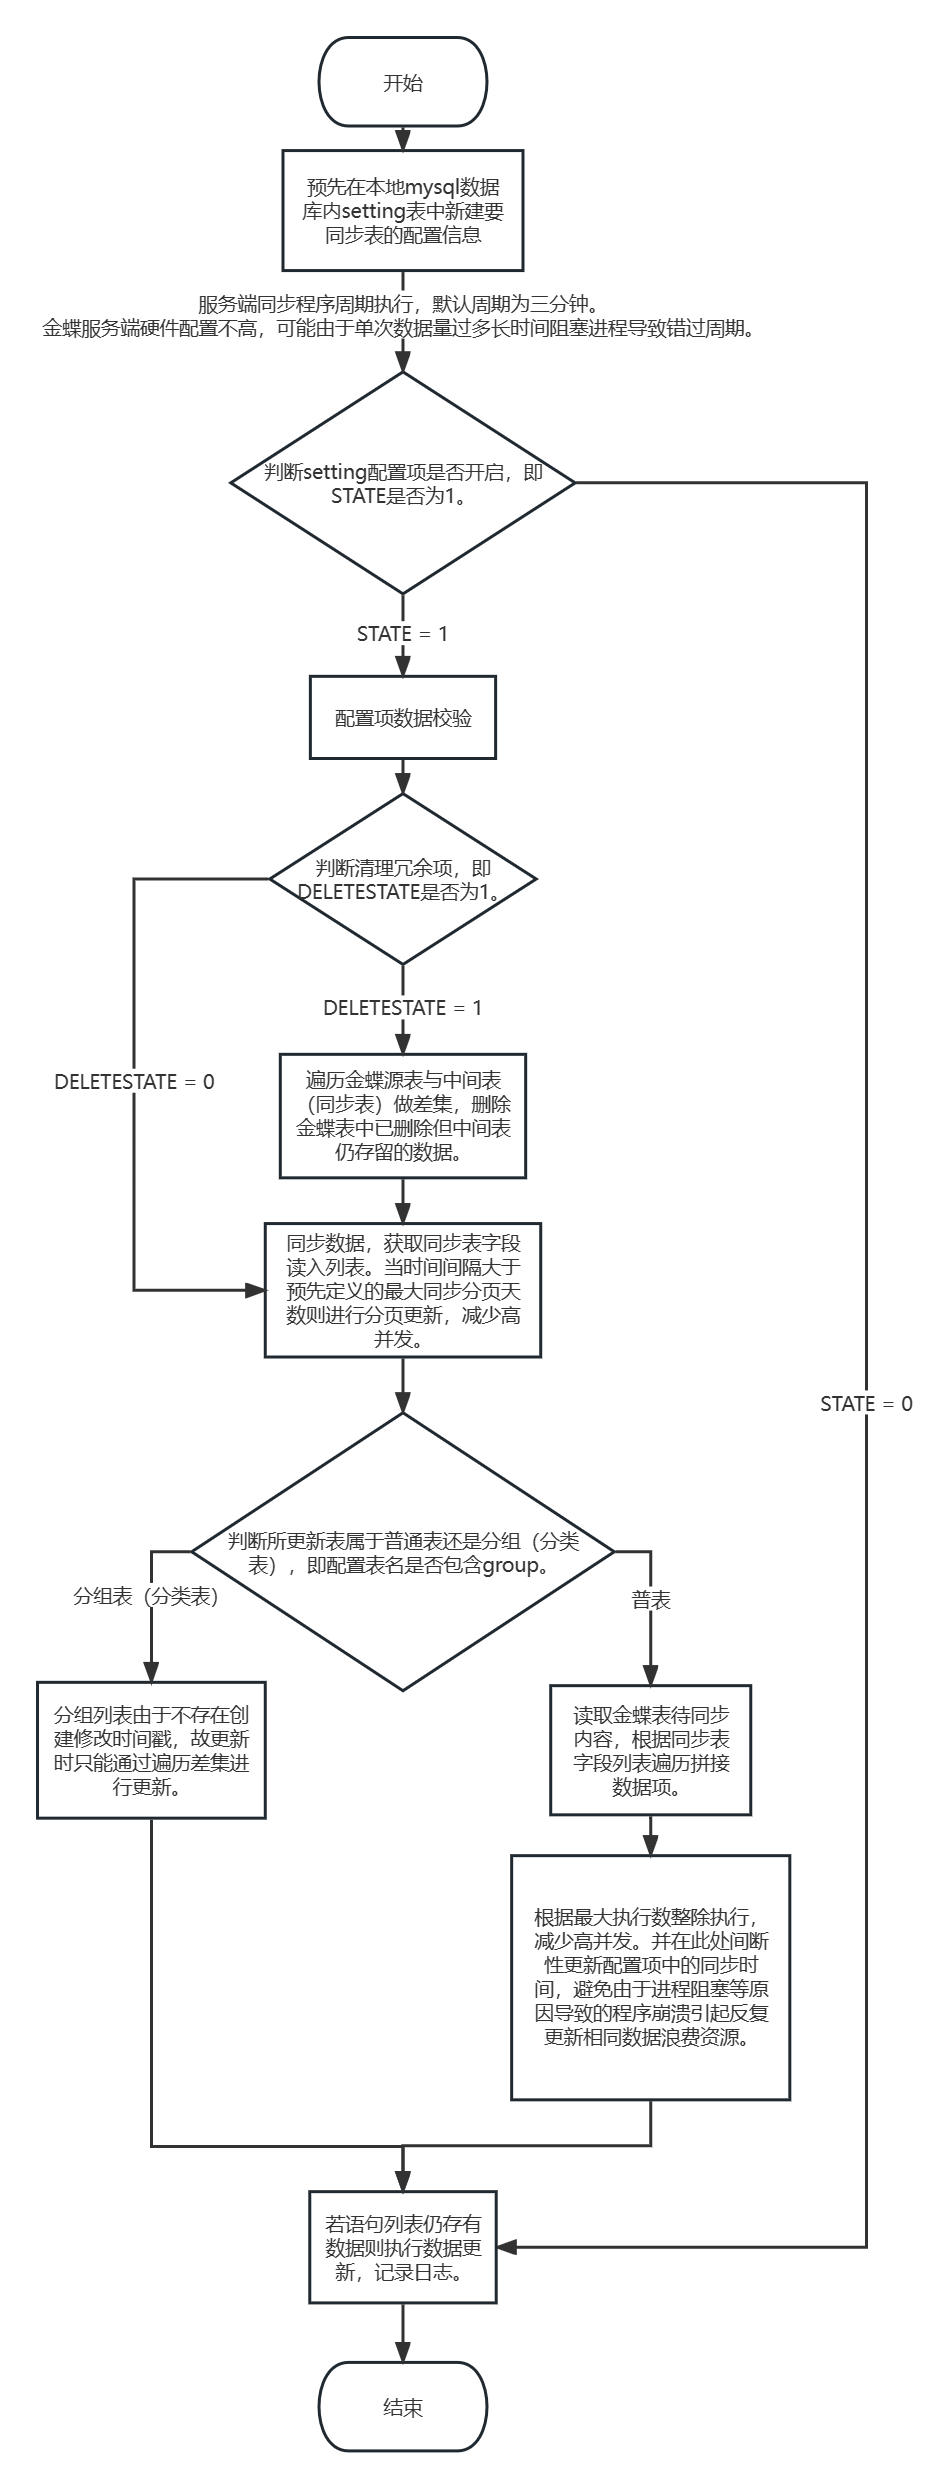 开始
预先在本地mysql数据
库内setting表中新建要
同步表的配置信息
服务端同步程序周期执行，默认周期为三分钟。
金蝶服务端硬件配置不高，可能由于单次数据量过多长时间阻塞进程导致错过周期。
判断setting配置项是否开启，即
STATE是否为1。
STATE = 1
配置项数据校验
判断清理冗余项，即
DELETESTATE是否为1。
DELETESTATE = 1
DELETESTATE = 0
遍历金蝶源表与中间表
（同步表）做差集，删除
金蝶表中已删除但中间表
仍存留的数据。
同步数据，获取同步表字段
读入列表。当时间间隔大于
预先定义的最大同步分页天
数则进行分页更新，减少高
并发。
STATE = 0
判断所更新表属于普通表还是分组（分类
表），即配置表名是否包含group。
分组表（分类表）
普表
分组列表由于不存在创
建修改时间戳，故更新
时只能通过遍历差集进
行更新。
读取金蝶表待同步
内容，根据同步表
字段列表遍历拼接
数据项。
根据最大执行数整除执行，
减少高并发。并在此处间断
性更新配置项中的同步时
间，避免由于进程阻塞等原
因导致的程序崩溃引起反复
更新相同数据浪费资源。
若语句列表仍存有
数据则执行数据更
新，记录日志。
结束